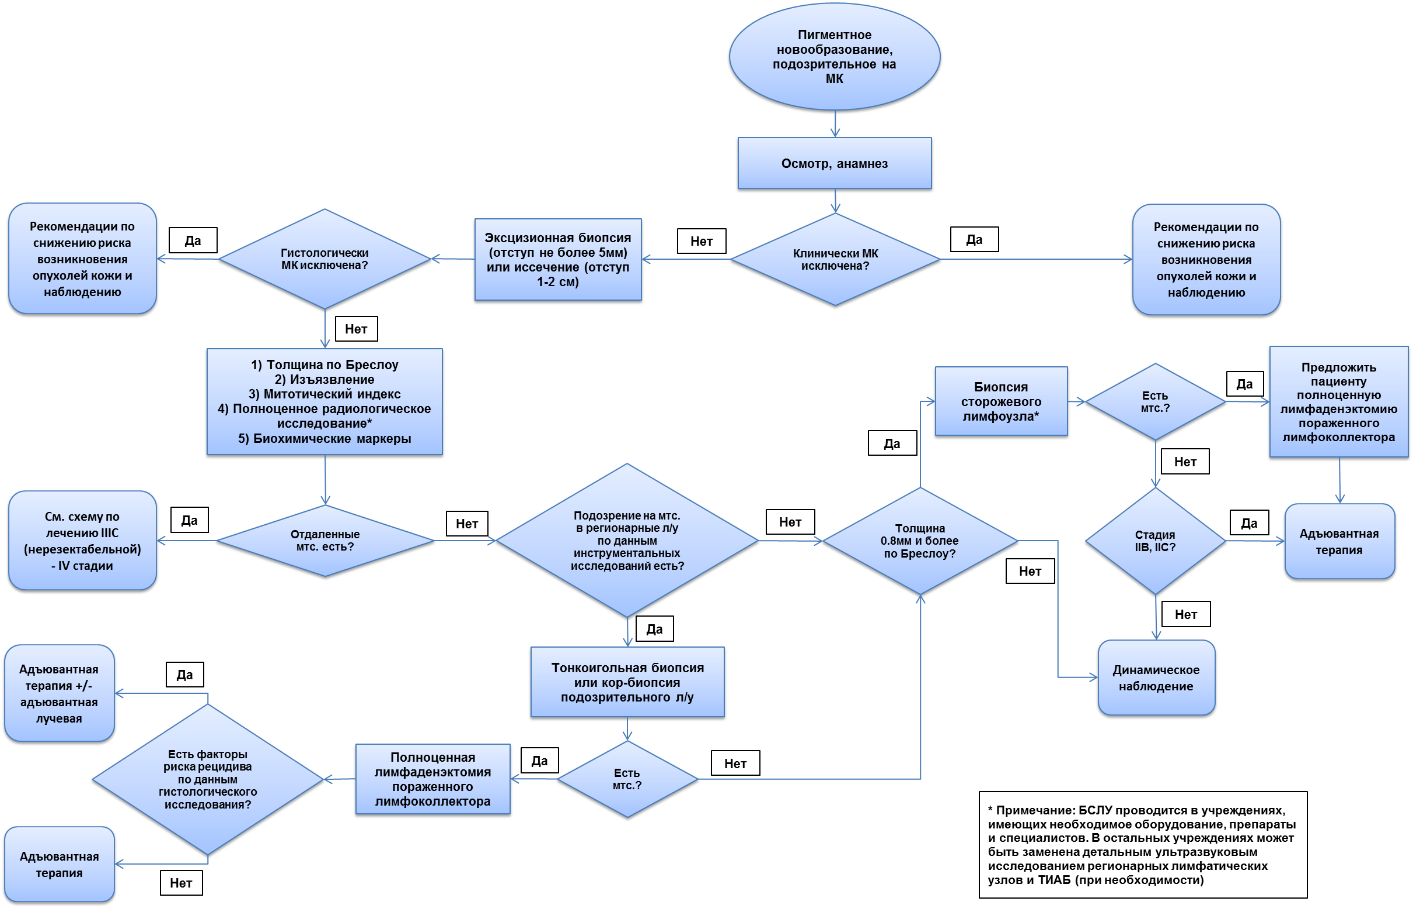 Пигментное
новообразование,
подозрительное на
МК
Осмотр, анамнез
Рекомендации по
снижению риска
возникновения
опухолей кожи и
наблюдению
Да
Гистологически
МК исключена?
Эксцизионная биопсия
(отступ не более 5мм)
или иссечение (отступ
1-2 см)
Нет
Клинически МК
исключена?
Да
Рекомендации по
снижению риска
возникновения
опухолей кожи и
наблюдению
Нет
1) Толщина по Бреслоу
2) Изъязвление
3) Митотический индекс
4) Полноценное радиологическое
исследование*
5) Биохимические маркеры
Биопсия
сторожевого
лимфоузла*
Есть
мтс.?
Да
Предложить
пациенту
полноценную
лимфаденэктомию
пораженного
лимфоколлектора
Да
Нет
См. схему по
лечению IIIC
(нерезектабельной)
- IV стадии
Да
Отдаленные
мтс. есть?
Нет
Подозрение на мтс.
в регионарные л/у
по данным
инструментальных
исследований есть?
Нет
Толщина
0.8мм и более
по Бреслоу?
Нет
Стадия
IIB, IIC?
Да
Адъювантная
терапия
Нет
Да
Тонкоигольная биопсия
или кор-биопсия
подозрительного л/у
Динамическое
наблюдение
Адъювантная
терапия +/-
адъювантная
лучевая
Да
Есть факторы
риска рецидива
по данным
гистологического
исследования?
Полноценная
лимфаденэктомия
пораженного
лимфоколлектора
Да
Есть
мтс.?
Нет
Адъювантная
терапия
Нет
* Примечание: БСЛУ проводится в учреждениях,
имеющих необходимое оборудование, препараты
и специалистов. В остальных учреждениях может
быть заменена детальным ультразвуковым
исследованием регионарных лимфатических
узлов и ТИАБ (при необходимости)